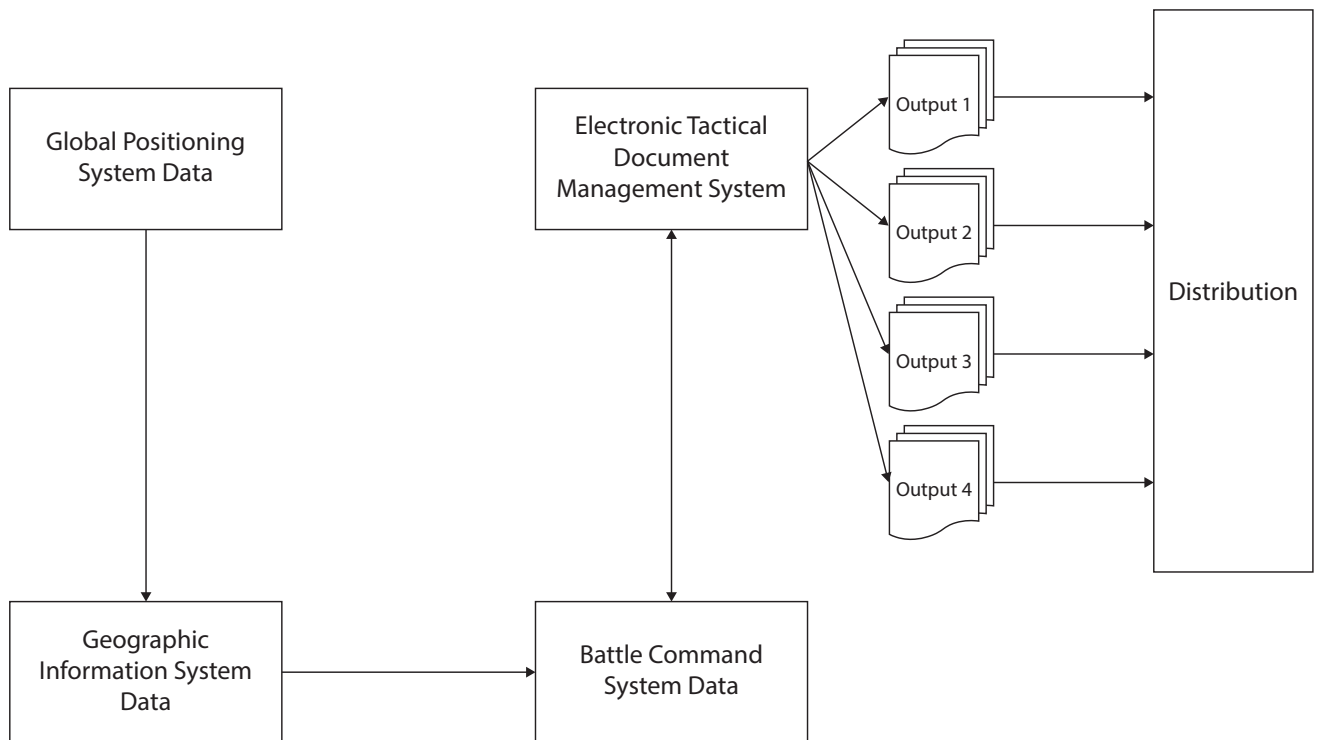 Global Positioning
System Data
Electronic Tactical
Document
Management System
Output 1
Output 2
Output 3
Output 4
Distribution
Geographic
Information System
Data
Battle Command
System Data